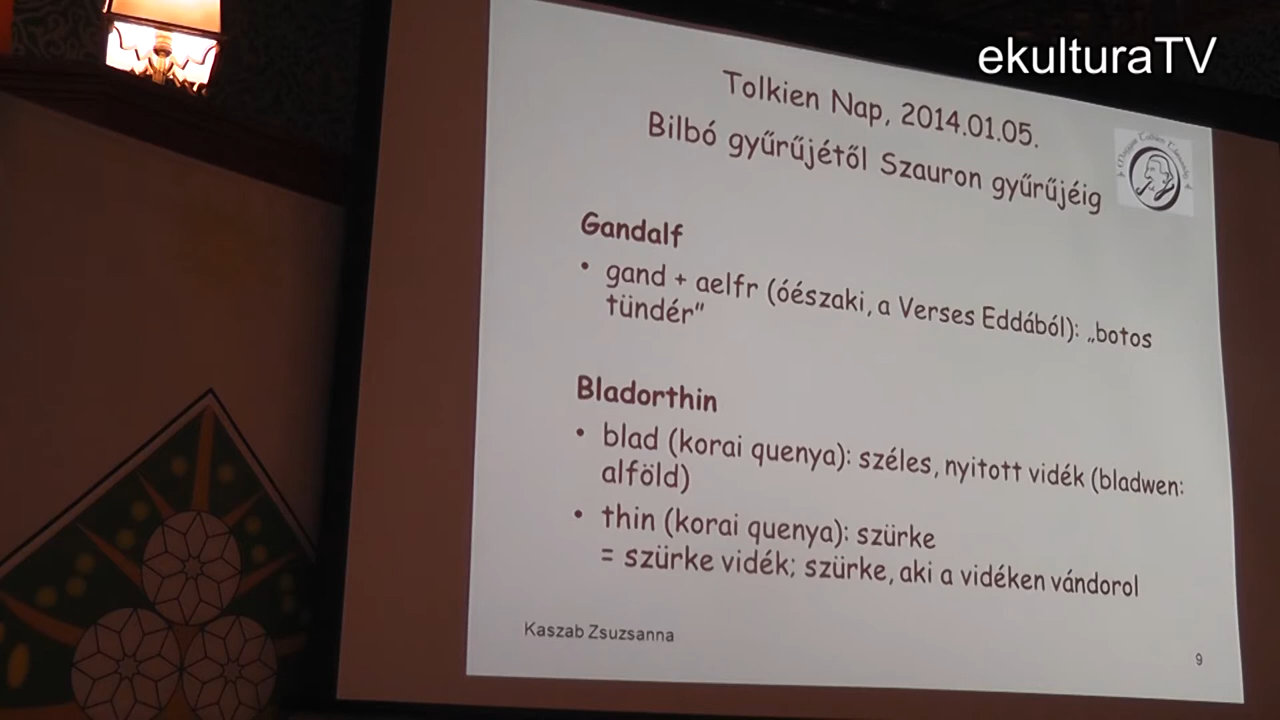 ekulturaTV
Tolkien Nap, 2014.01.05.
Bilbó gyűrűjétől Szauron gyűrűjéig
Gandalf
• gand + aelfr (óészaki, a Verses Eddából): „botos
tündér"
Bladorthin
• blad (korai quenya): széles, nyitott vidék (bladwen:
alföld)
• thin (korai quenya): szürke
= szürke vidék; szürke, aki a vidéken vándorol
Kaszab Zsuzsanna
9